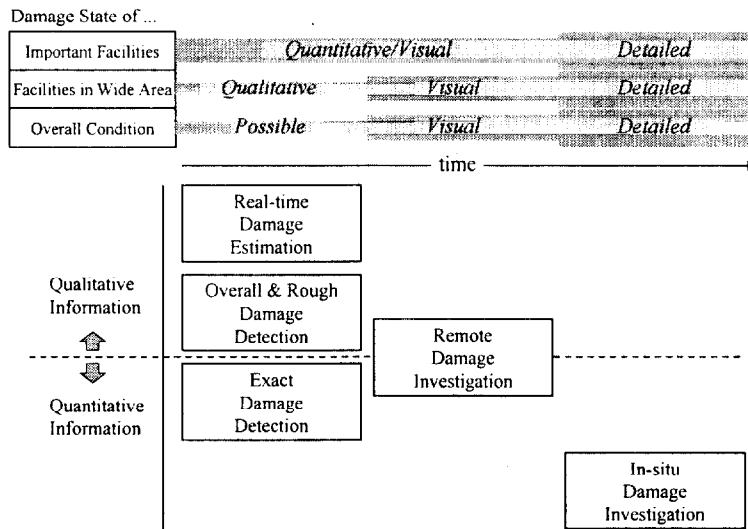 Damage State of ...
Important Facilities Quantitative/Visual Detailed
Facilities in Wide Area Qualitative Visual Detailed
Overall Condition Possible Visual Detailed
time
Real-time
Damage
Estimation
Qualitative
Information
Overall & Rough
Damage
Detection
Remote
Damage
Investigation
Quantitative
Information
Exact
Damage
Detection
In-situ
Damage
Investigation